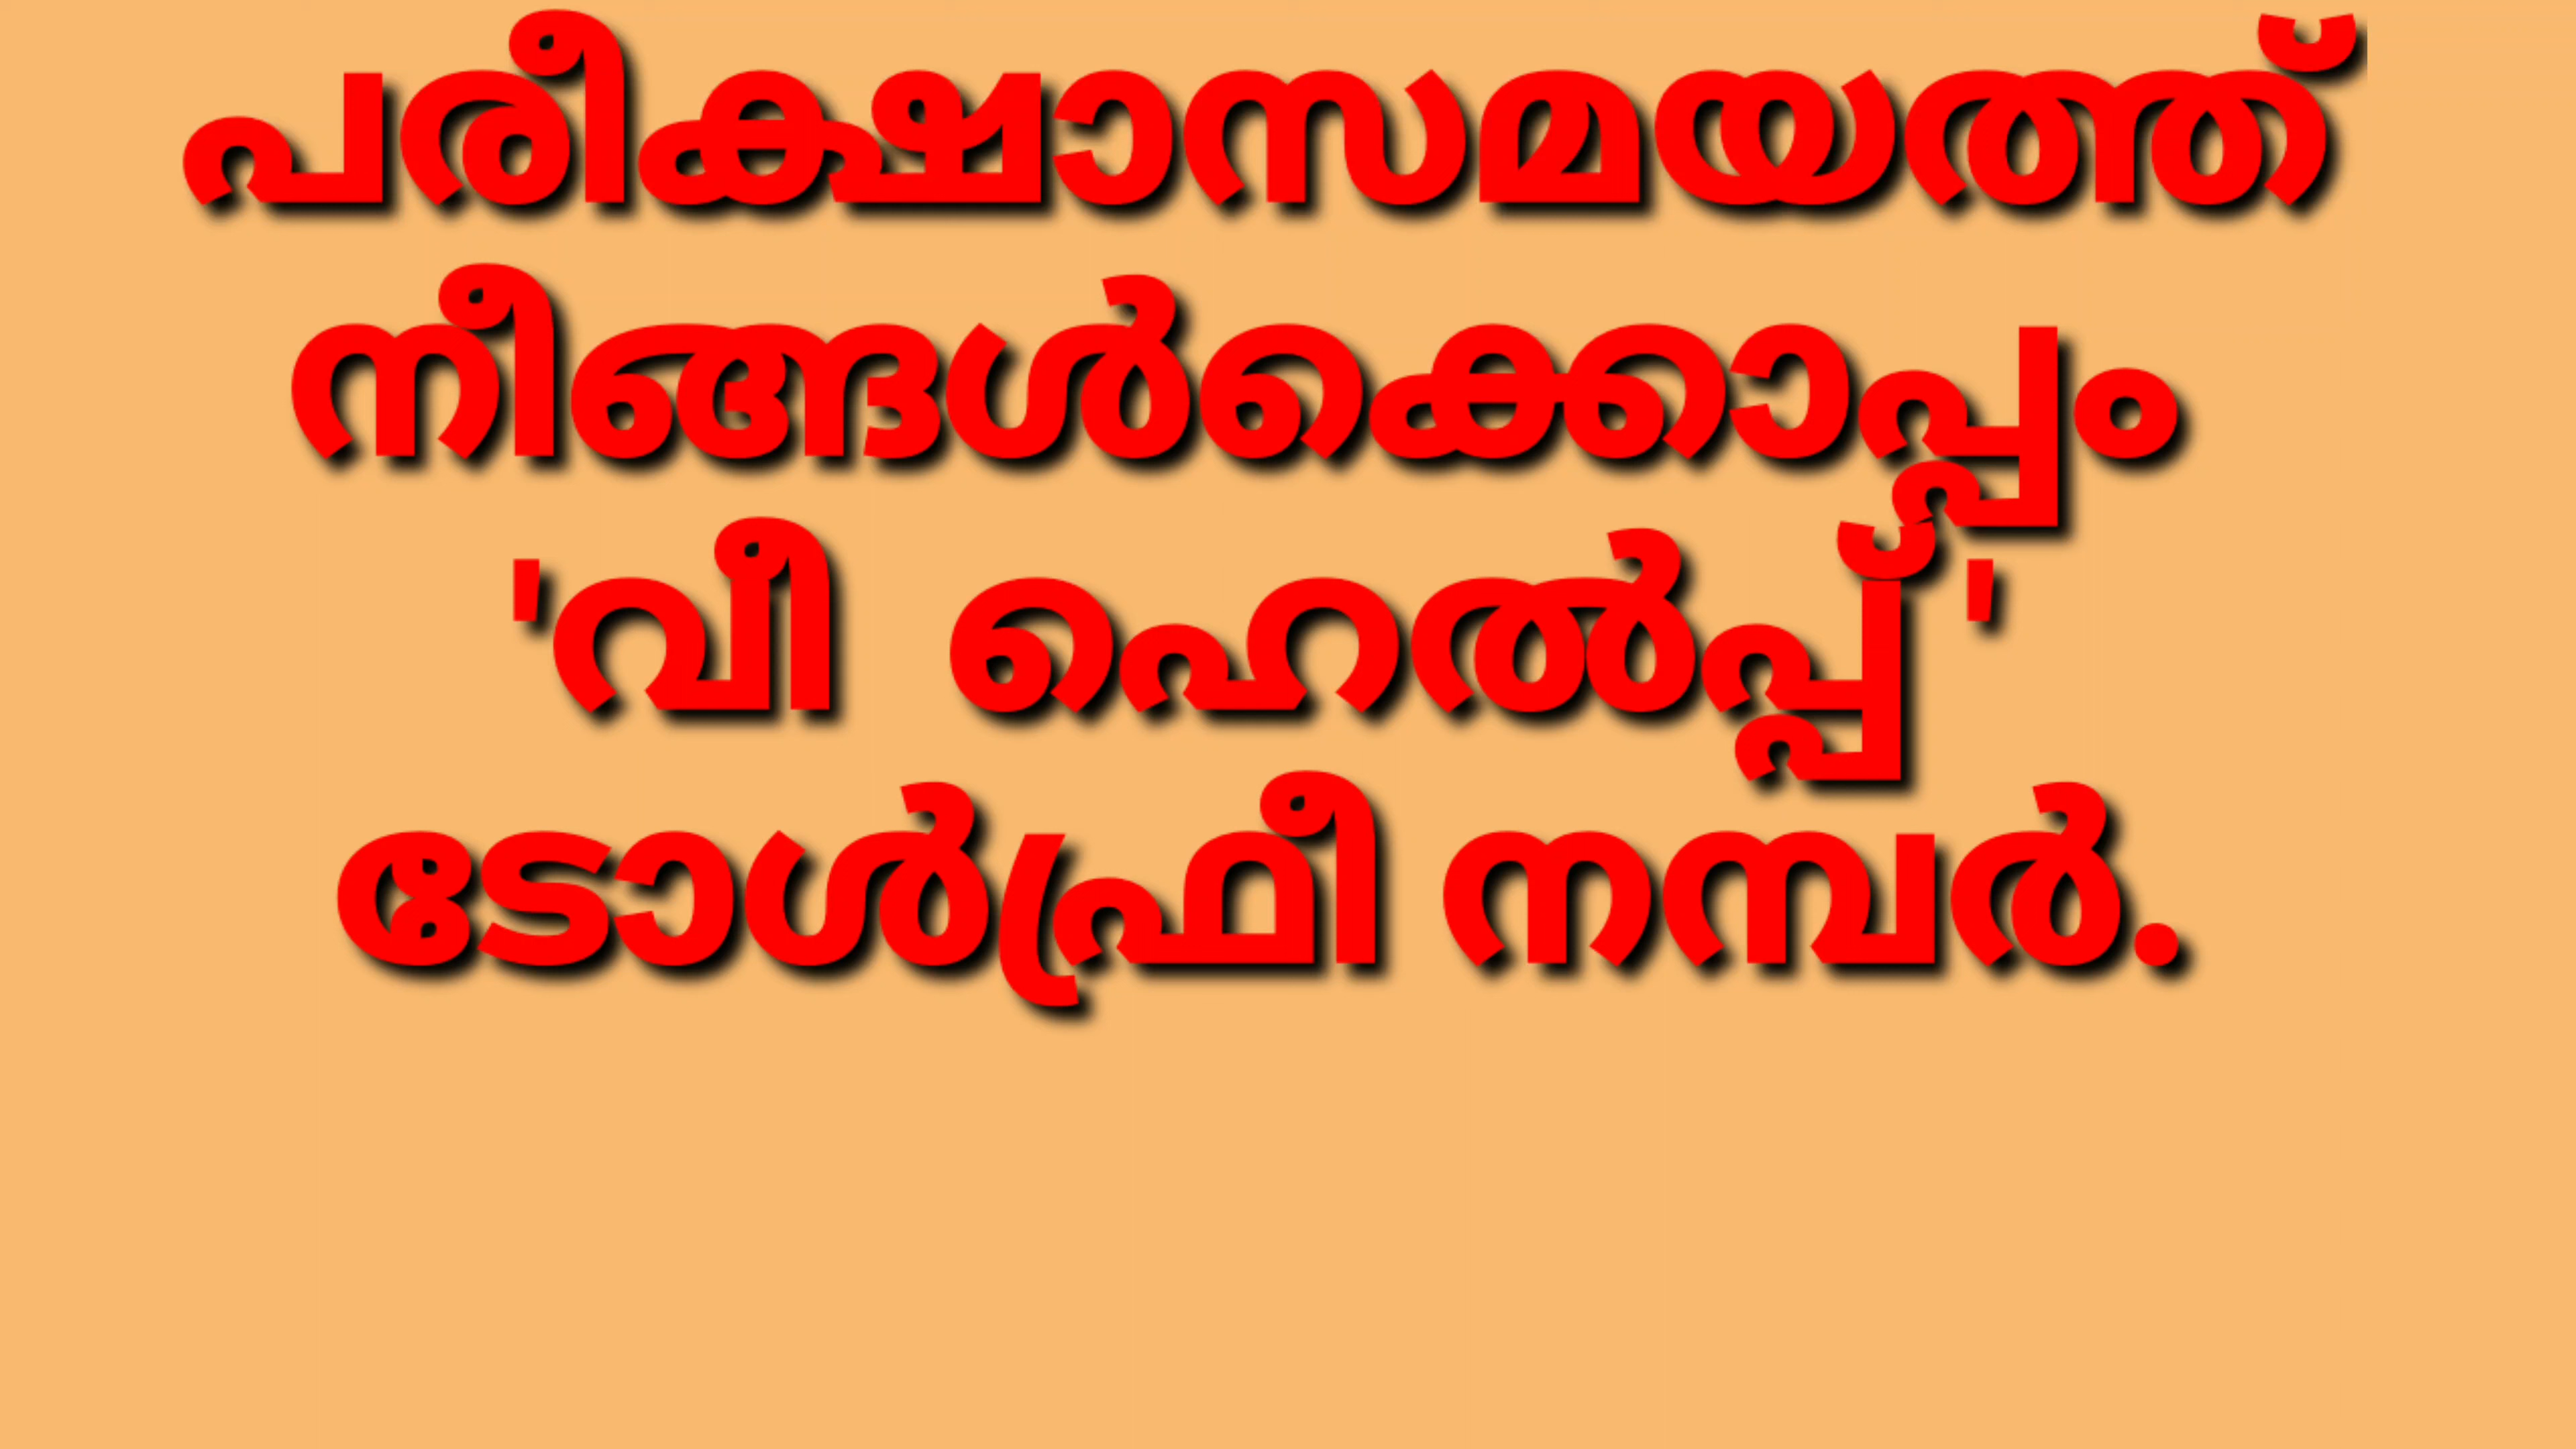 പരീക്ഷാസമയത്ത്
നീങ്ങൾക്കൊപ്പം
'വീ ഹെൽപ്പ് '
ടോൾഫ്രീ നമ്പർ.